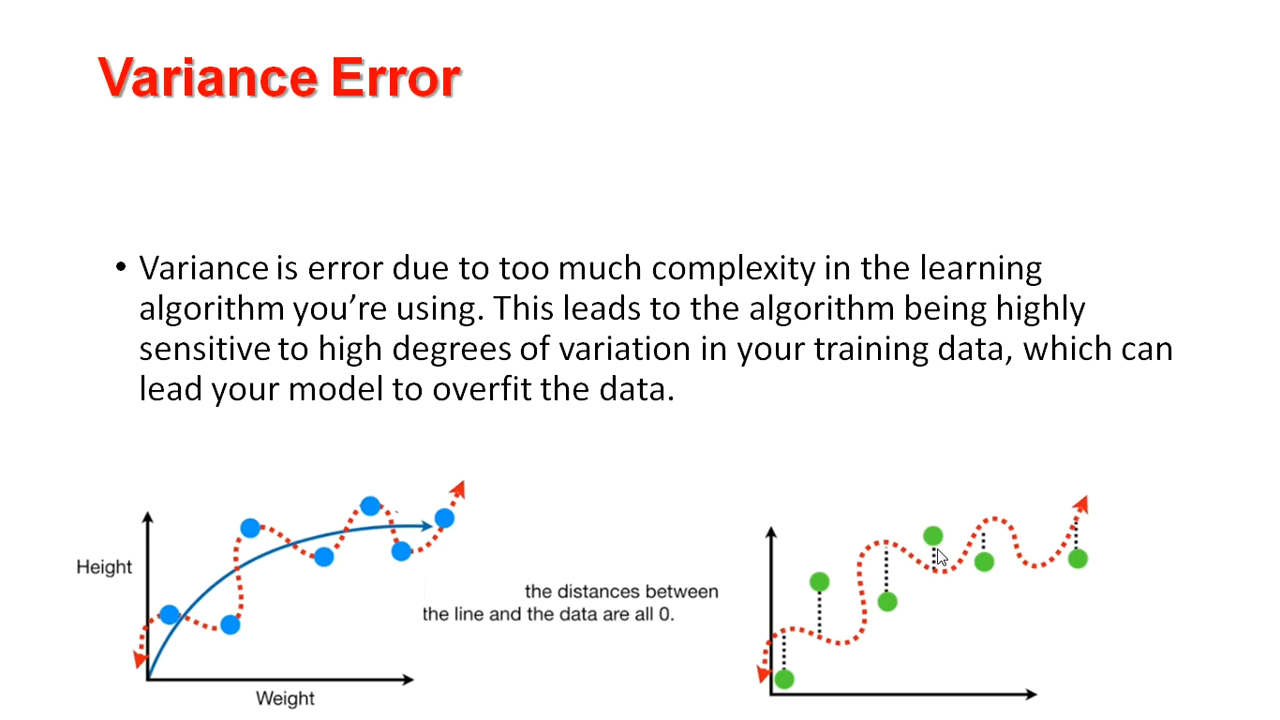 Variance Error
• Variance is error due to too much complexity in the learning
algorithm you’re using. This leads to the algorithm being highly
sensitive to high degrees of variation in your training data, which can
lead your model to overfit the data.
Height
the distances between
the line and the data are all 0.
Weight